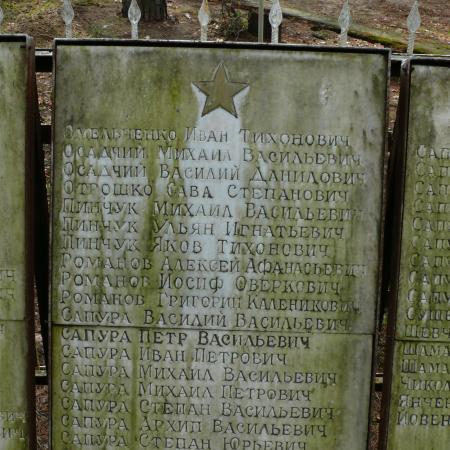 Омельченко Иван Тихонович
Осадчий Михаил Васильевич
Осадчий Василий Данилович
Отрошко Сава Степанович
Пинчук Михаил Васильевич
Пинчук Ульян Игнатьевич
Пинчук Яков Тихонович
Романов Алексей Афанасьевич
Романов Иосиф Оверкович
Романов Григорий Каленикович
Сапура Василий Васильевич
Сапура Петр Васильевич
Сапура Иван Петрович
Сапура Михаил Васильевич
Сапура Михаил Петрович
Сапура Степан Васильевич
Сапура Архип Васильевич
Сапура Степан Юрьевич